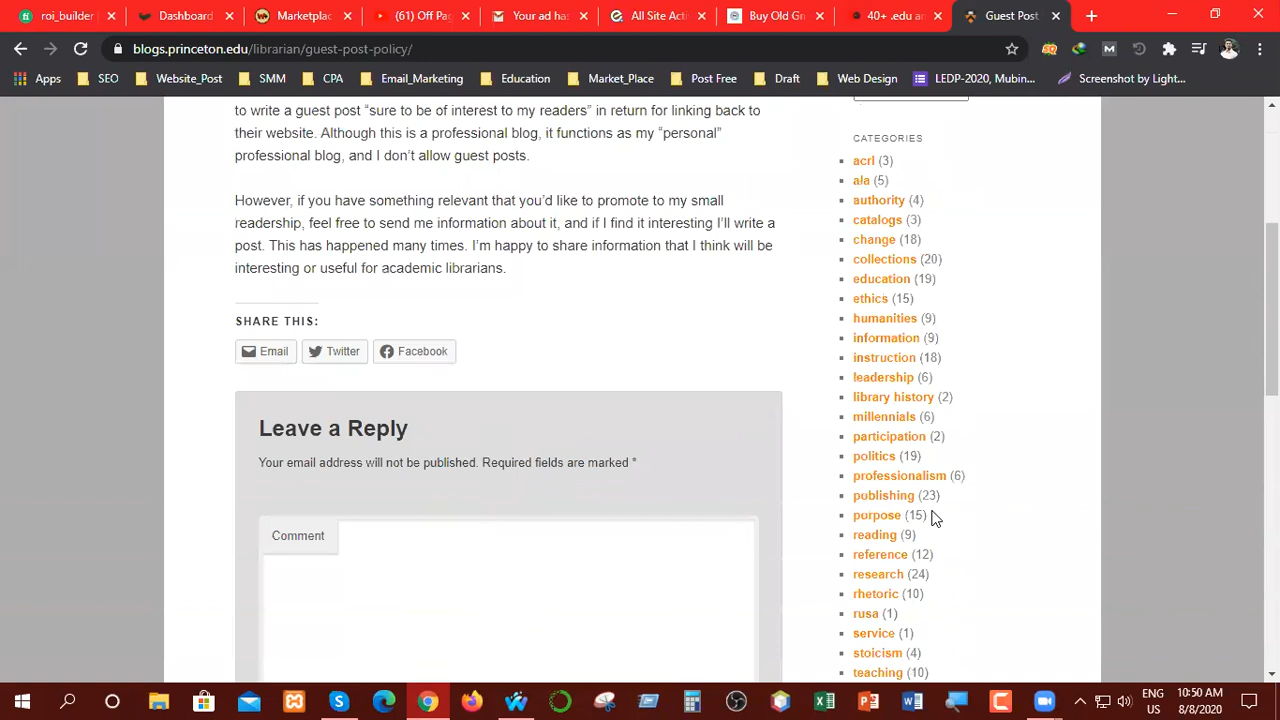 roi_builder
Dashboard
Marketplac
(61) Off Pag
Your ad has
All Site Acti
Buy Old Gm
40+ .edu an
Guest Post
blogs.princeton.edu/librarian/guest-post-policy/
Apps
SEO
Website_Post
SMM
CPA
Email_Marketing
Education
Market_Place
Post Free
Draft
Web Design
LEDP-2020, Mubin...
Screenshot by Light...
to write a guest post “sure to be of interest to my readers” in return for linking back
to their website. Although this is a professional blog, it functions as my “personal”
professional blog, and I don’t allow guest posts.
However, if you have something relevant that you’d like to promote to my small
readership, feel free to send me information about it, and if I find it interesting I’ll write a
post. This has happened many times. I’m happy to share information that I think will be
interesting or useful for academic librarians.
SHARE THIS:
Email
Twitter
Facebook
Leave a Reply
Your email address will not be published. Required fields are marked *
Comment
CATEGORIES
acrl (3)
ala (5)
authority (4)
catalogs (3)
change (18)
collections (20)
education (19)
ethics (15)
humanities (9)
information (9)
instruction (18)
leadership (6)
library history (2)
millennials (6)
participation (2)
politics (19)
professionalism (6)
publishing (23)
purpose (15)
reading (9)
reference (12)
research (24)
rhetoric (10)
rusa (1)
service (1)
stoicism (4)
teaching (10)
ENG
US
10:50 AM
8/8/2020